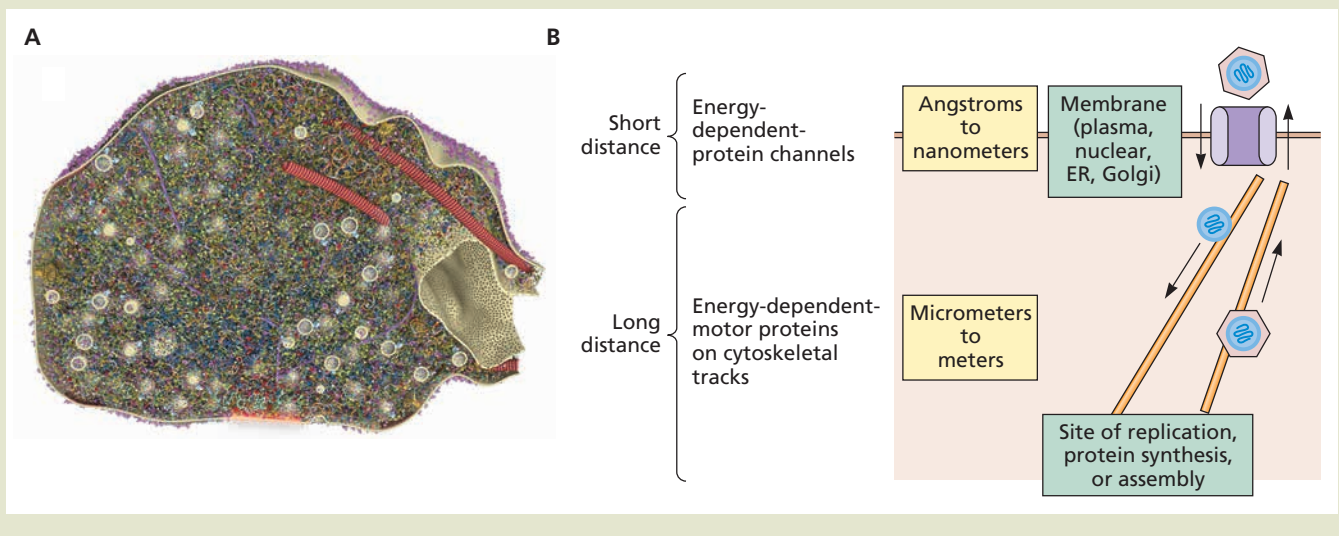 A
B
Short
distance
Energy-
dependent-
protein channels
Angstroms
to
nanometers
Membrane
(plasma,
nuclear,
ER, Golgi)
Long
distance
Energy-dependent-
motor proteins
on cytoskeletal
tracks
Micrometers
to
meters
Site of replication,
protein synthesis,
or assembly